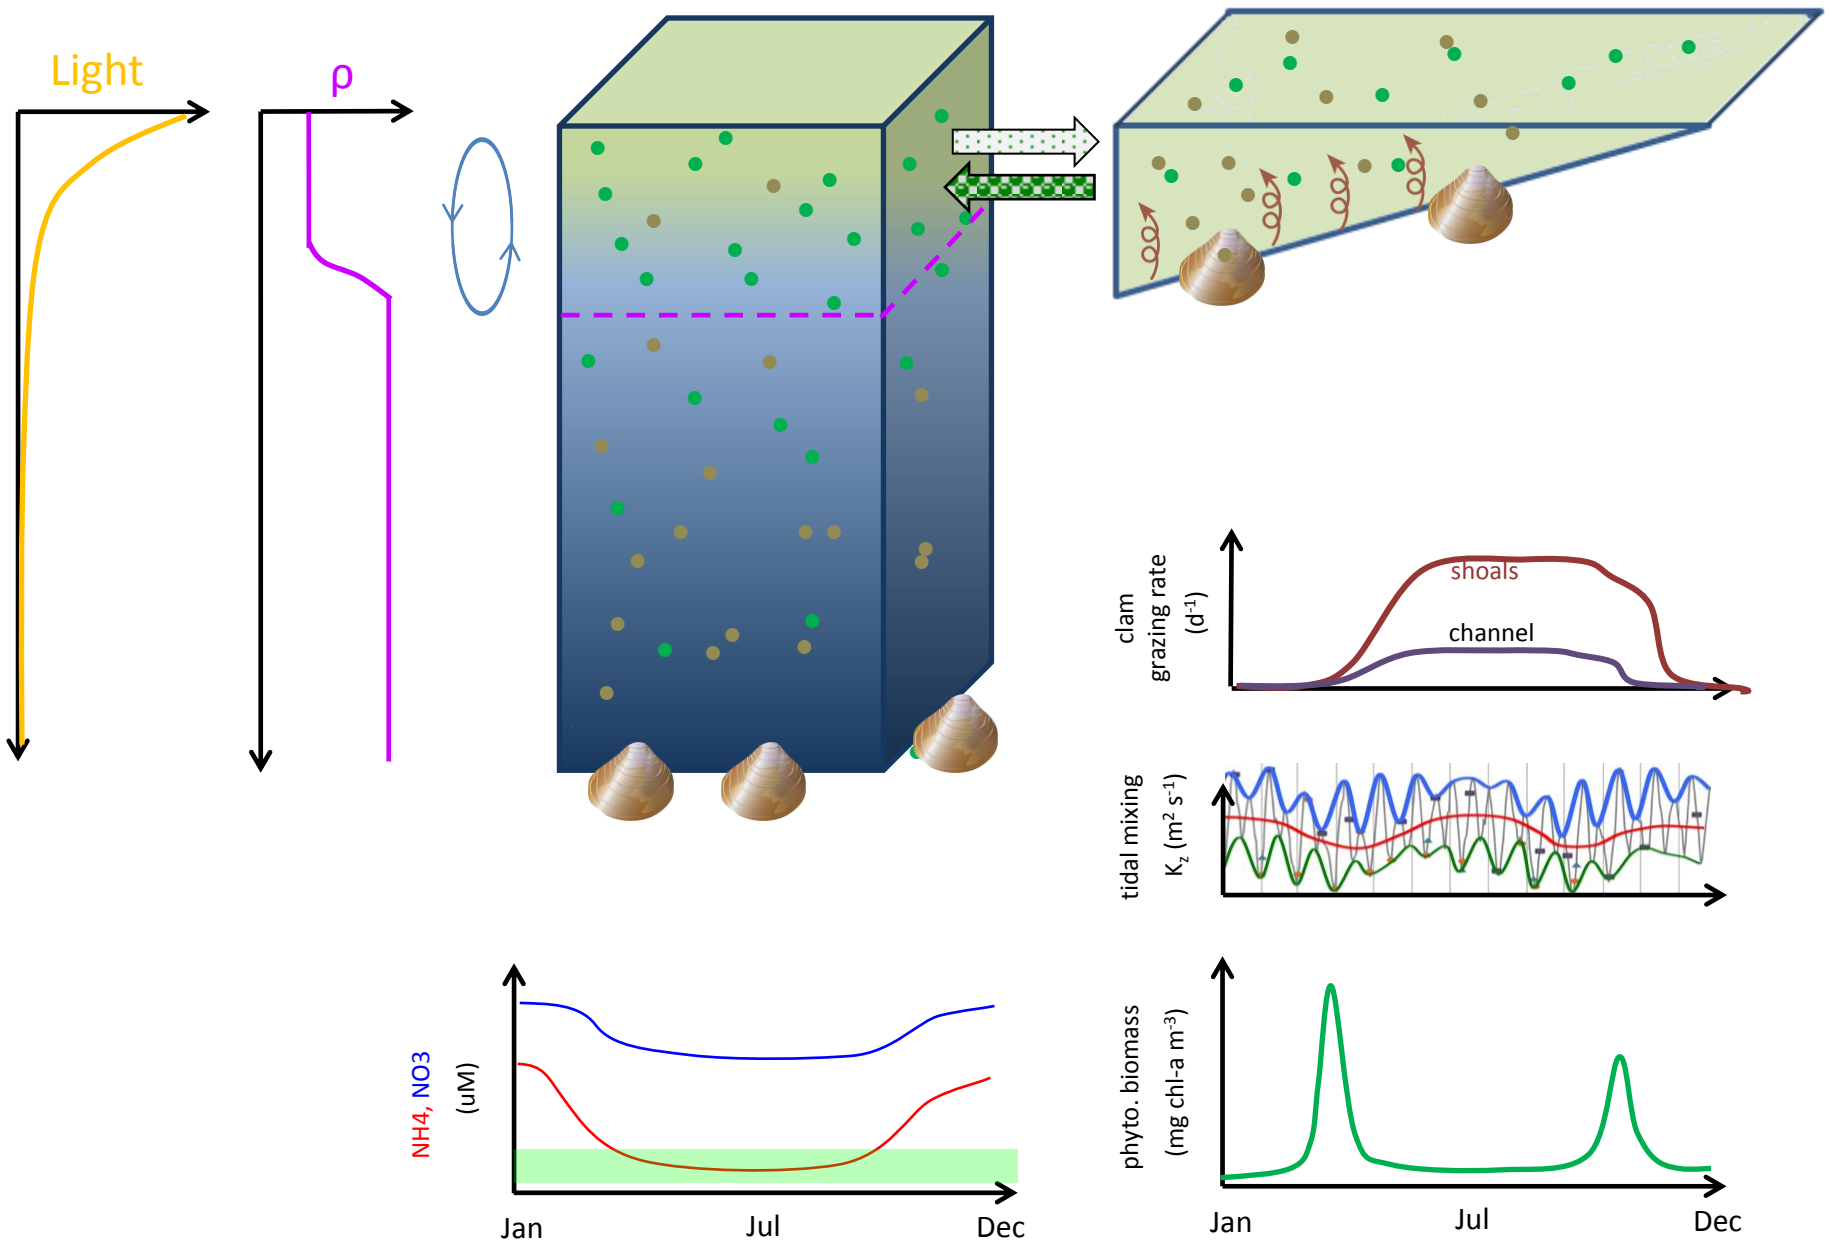 Light
ρ
clam
grazing rate
(d-1)
shoals
channel
tidal mixing
Kz (m2 s-1)
NH4, NO3
(uM)
Jan
Jul
Dec
phyto. biomass
(mg chl-a m-3)
Jan
Jul
Dec